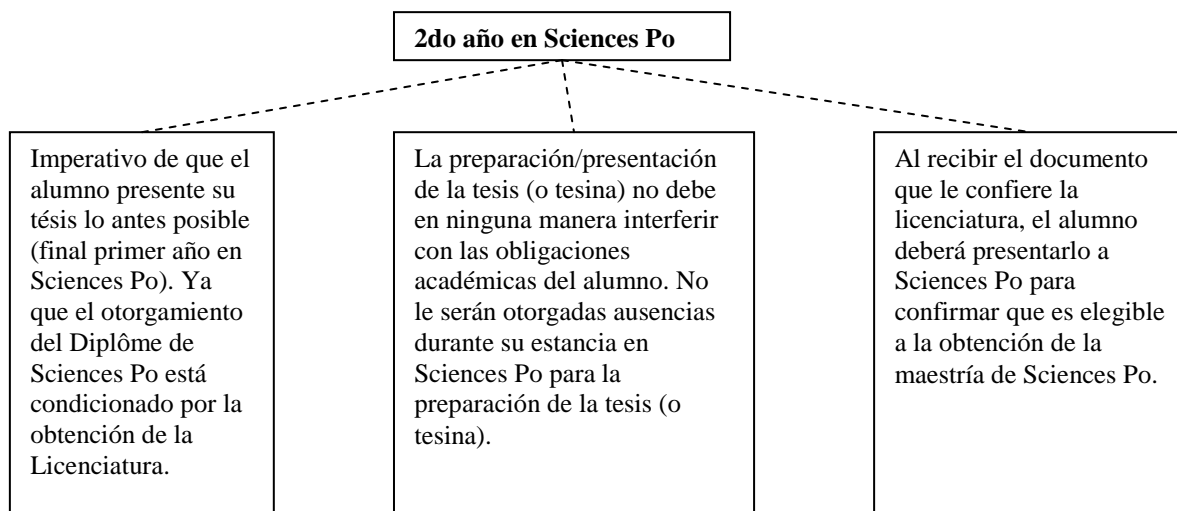 2do año en Sciences Po
Imperativo de que el
alumno presente su
tésis lo antes posible
(final primer año en
Sciences Po). Ya
que el otorgamiento
del Diplôme de
Sciences Po está
condicionado por la
obtención de la
Licenciatura.
La preparación/presentación
de la tesis (o tesina) no debe
en ninguna manera interferir
con las obligaciones
académicas del alumno. No
le serán otorgadas ausencias
durante su estancia en
Sciences Po para la
preparación de la tesis (o
tesina).
Al recibir el documento
que le confiere la
licenciatura, el alumno
deberá presentarlo a
Sciences Po para
confirmar que es elegible
a la obtención de la
maestría de Sciences Po.